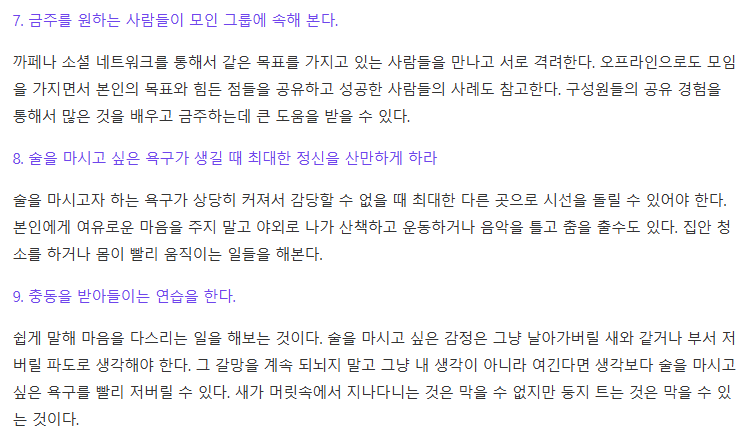 7. 금주를 원하는 사람들이 모인 그룹에 속해 본다.
까페나 소셜 네트워크를 통해서 같은 목표를 가지고 있는 사람들을 만나고 서로 격려한다. 오프라인으로도 모임
을 가지면서 본인의 목표와 힘든 점들을 공유하고 성공한 사람들의 사례도 참고한다. 구성원들의 공유 경험을
통해서 많은 것을 배우고 금주하는데 큰 도움을 받을 수 있다.
8. 술을 마시고 싶은 욕구가 생길 때 최대한 정신을 산만하게 하라
술을 마시고자 하는 욕구가 상당히 커져서 감당할 수 없을 때 최대한 다른 곳으로 시선을 돌릴 수 있어야 한다.
본인에게 여유로운 마음을 주지 말고 야외로 나가 산책하고 운동하거나 음악을 틀고 춤을 출수도 있다. 집안 청
소를 하거나 몸이 빨리 움직이는 일들을 해본다.
9. 충동을 받아들이는 연습을 한다.
쉽게 말해 마음을 다스리는 일을 해보는 것이다. 술을 마시고 싶은 감정은 그냥 날아가버릴 새와 같거나 부서 져
버릴 파도로 생각해야 한다. 그 갈망을 계속 되뇌지 말고 그냥 내 생각이 아니라 여긴다면 생각보다 술을 마시고
싶은 욕구를 빨리 저버릴 수 있다. 새가 머릿속에서 지나다니는 것은 막을 수 없지만 둥지 트는 것은 막을 수 있
는 것이다.